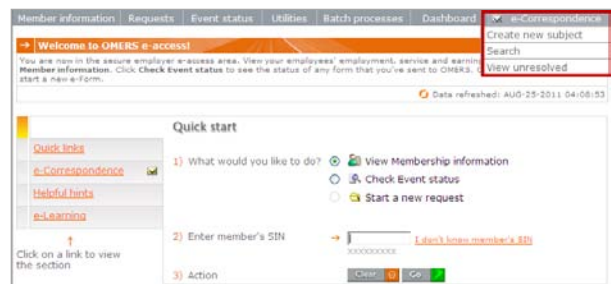 Member information Requests Event status Utilities Batch processes Dashboard e-Correspondence
Create new subject
Search
View unresolved
Welcome to OMERS e-access!
You are now in the secure employer e-access area. View your employees' employment, service and earning
Member information. Click Check Event status to see the status of any form that you've sent to OMERS.
start a new e-Form.
Data refreshed: AUG-25-2011 04:08:53
Quick start
Quick links
e-Correspondence
Helpful hints
e-Learning
Click on a link to view
the section
1) What would you like to do? View Membership information
Check Event status
Start a new request
2) Enter member's SIN I don't know member's SIN
XXXXXXXXX
3) Action Clear Go